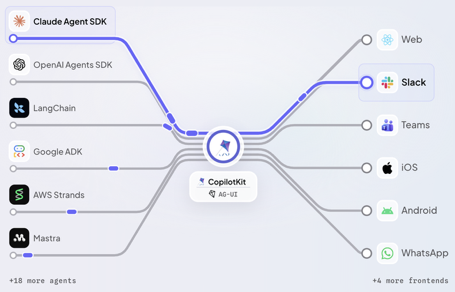 Claude Agent SDK
OpenAI Agents SDK
LangChain
Google ADK
AWS Strands
Mastra
+18 more agents
CopilotKit
AG-UI
Web
Slack
Teams
iOS
Android
WhatsApp
+4 more frontends